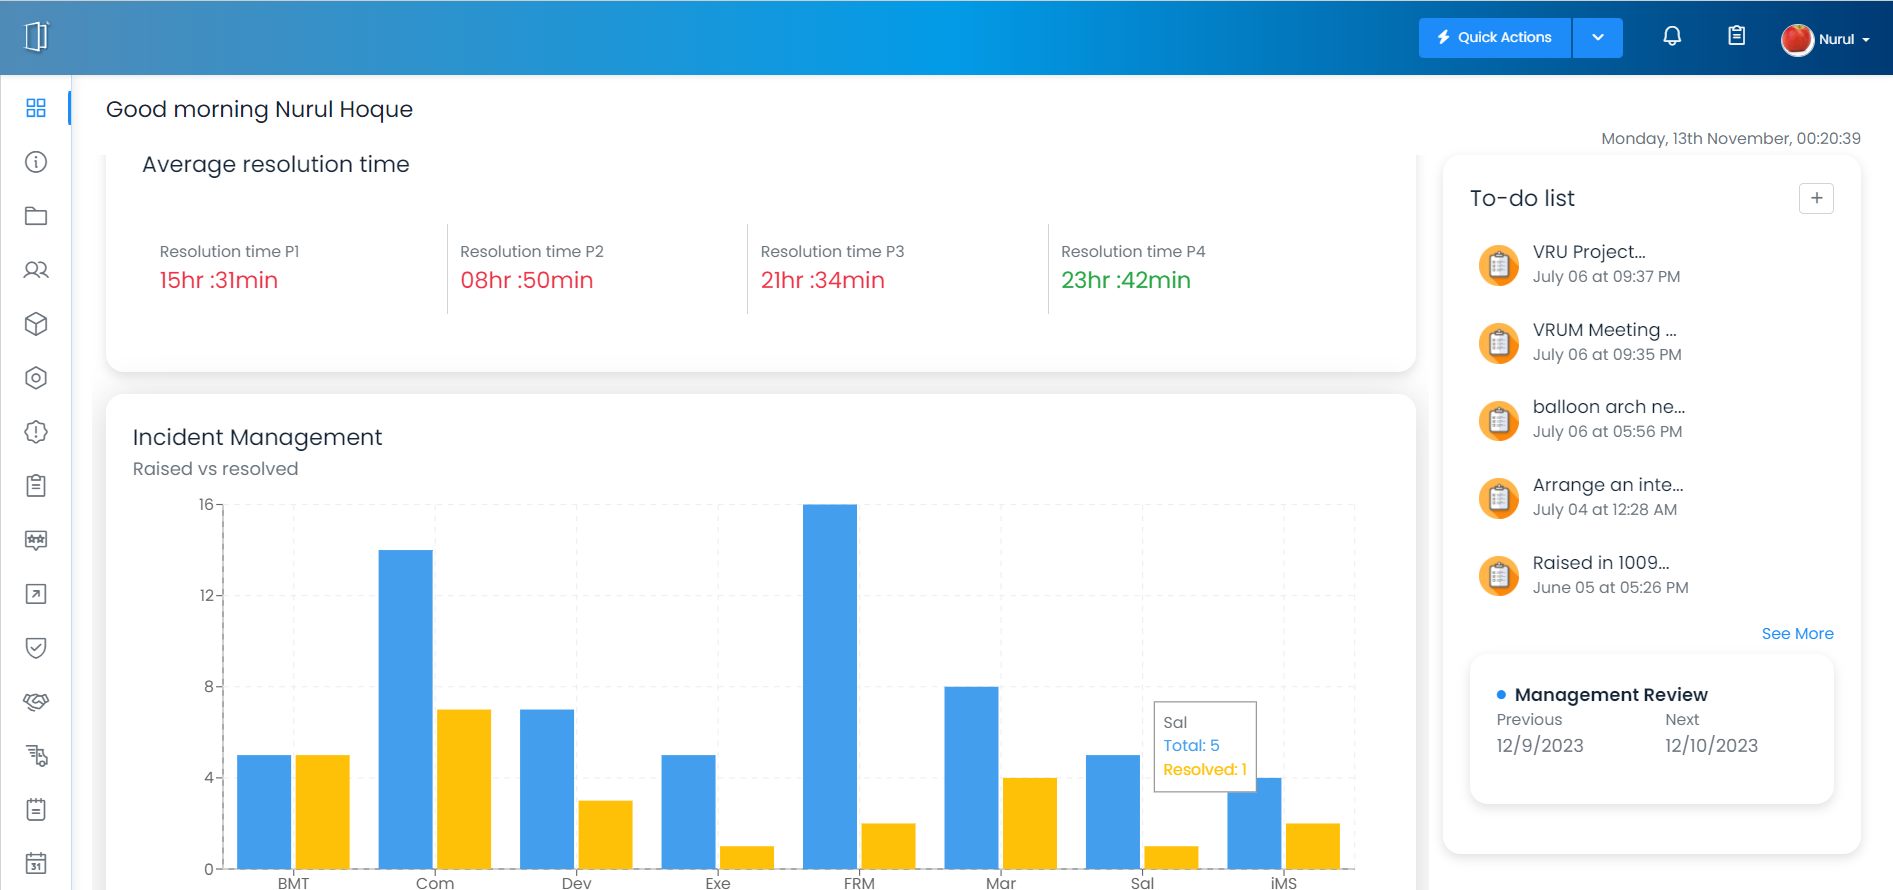 Quick Actions
Nurul
Good morning Nurul Hoque
Monday, 13th November, 00:20:39
Average resolution time
Resolution time P1
15hr :31min
Resolution time P2
08hr :50min
Resolution time P3
21hr :34min
Resolution time P4
23hr :42min
Incident Management
Raised vs resolved
16
12
8
4
0
BMT
Com
Dev
Exe
FRM
Mar
Sal
iMS
Sal
Total: 5
Resolved: 1
To-do list
VRU Project...
July 06 at 09:37 PM
VRUM Meeting ...
July 06 at 09:35 PM
balloon arch ne...
July 06 at 05:56 PM
Arrange an inte...
July 04 at 12:28 AM
Raised in 1009...
June 05 at 05:26 PM
See More
Management Review
Previous
12/9/2023
Next
12/10/2023
31